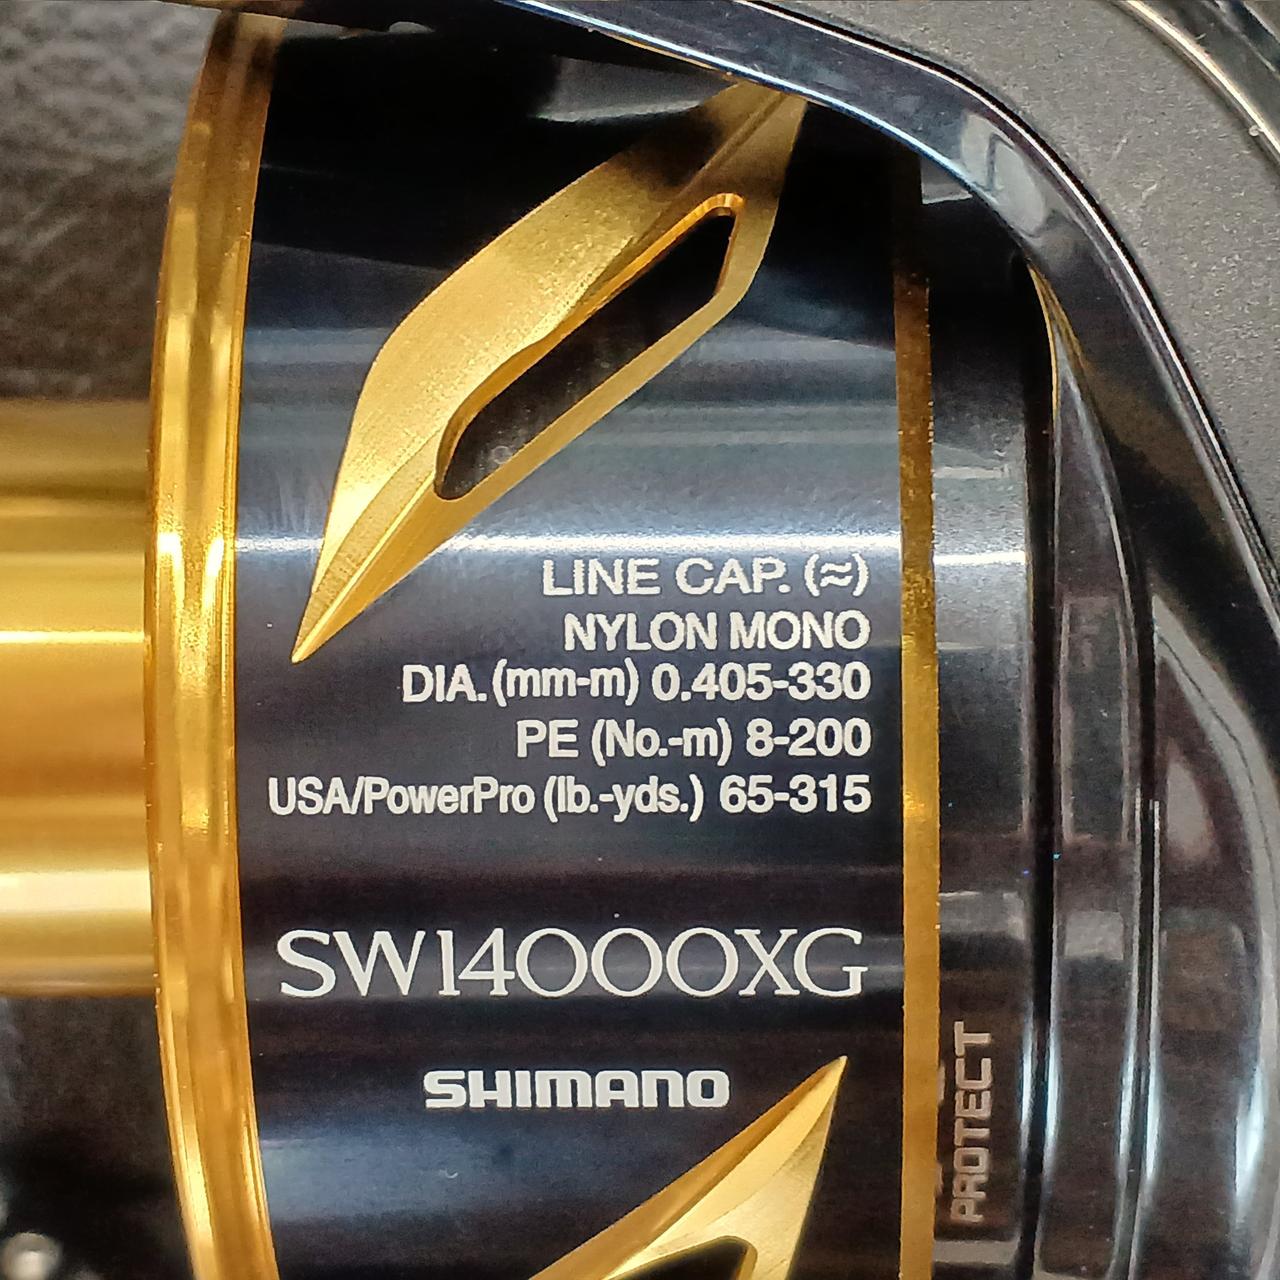 LINE CAP. (≈)
NYLON MONO
DIA. (mm-m) 0.405-330
PE (No.-m) 8-200
USA/PowerPro (lb.-yds.) 65-315
SW14000XG
SHIMANO
PROTECT